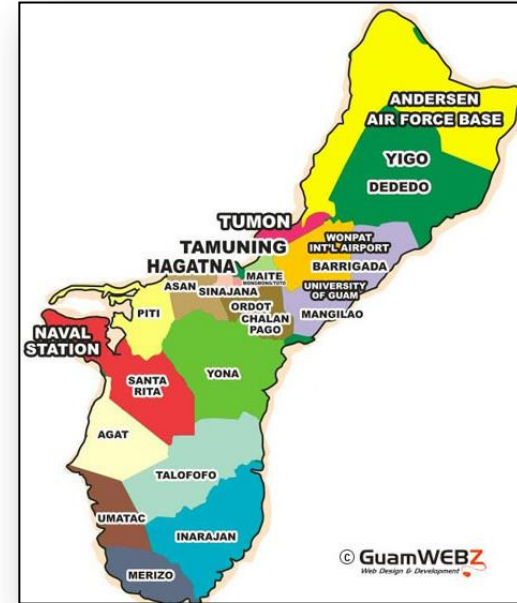 ANDERSEN
AIR FORCE BASE
YIGO
DEDEDO
TUMON
TAMUNING
HAGATNA
WONPAT
INT'L AIRPORT
BARRIGADA
MAITE
MONGMONG/TOTO
ASAN
SINAJANA
UNIVERSITY
OF GUAM
ORDOT
CHALAN
PAGO
MANGILAO
PITI
NAVAL
STATION
SANTA
RITA
YONA
AGAT
TALOFOFO
UMATAC
INARAJAN
MERIZO
© GuamWEBZ
Web Design & Development